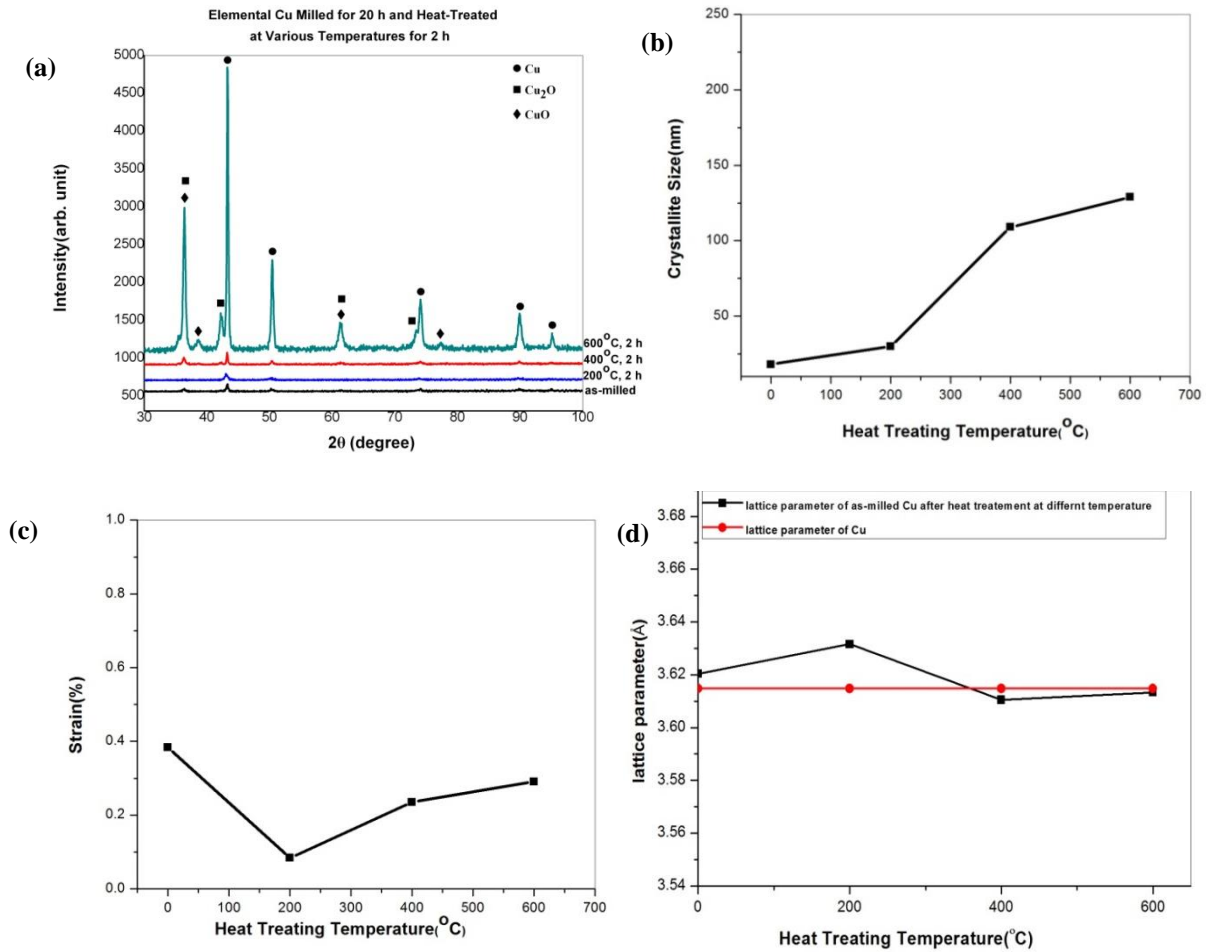 Elemental Cu Milled for 20 h and Heat-Treated
at Various Temperatures for 2 h
(a)
Intensity(arb. unit)
5000
4500
4000
3500
3000
2500
2000
1500
1000
500
Cu
Cu2O
CuO
600°C, 2 h
400°C, 2 h
200°C, 2 h
as-milled
30 40 50 60 70 80 90 100
2θ (degree)
(b)
Crystallite Size(nm)
250
200
150
100
50
0 100 200 300 400 500 600 700
Heat Treating Temperature(°C)
(c)
Strain(%)
1.0
0.8
0.6
0.4
0.2
0.0
0 100 200 300 400 500 600 700
Heat Treating Temperature(°C)
(d)
lattice parameter of as-milled Cu after heat treatement at differnt temperature
lattice parameter of Cu
lattice parameter(Å)
3.68
3.66
3.64
3.62
3.60
3.58
3.56
3.54
0 200 400 600
Heat Treating Temperature(°C)